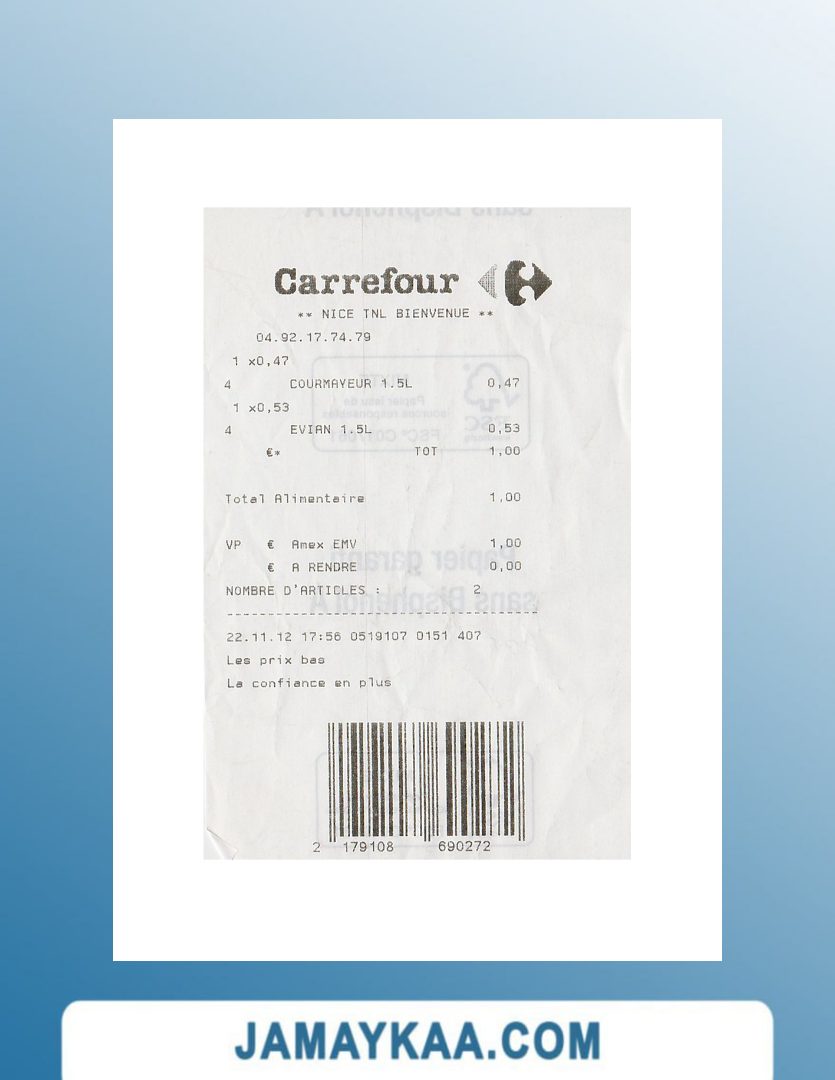 Carrefour
** NICE TNL BIENVENUE **
04.92.17.74.79
1 x0,47
4 COURMAYEUR 1.5L 0,47
1 x0,53
4 EVIAN 1.5L 0,53
€* TOT 1,00
Total Alimentaire 1,00
VP € Amex EMV 1,00
€ A RENDRE 0,00
NOMBRE D'ARTICLES : 2
22.11.12 17:56 0519107 0151 407
Les prix bas
La confiance en plus
2 179108 690272
JAMAYKAA.COM